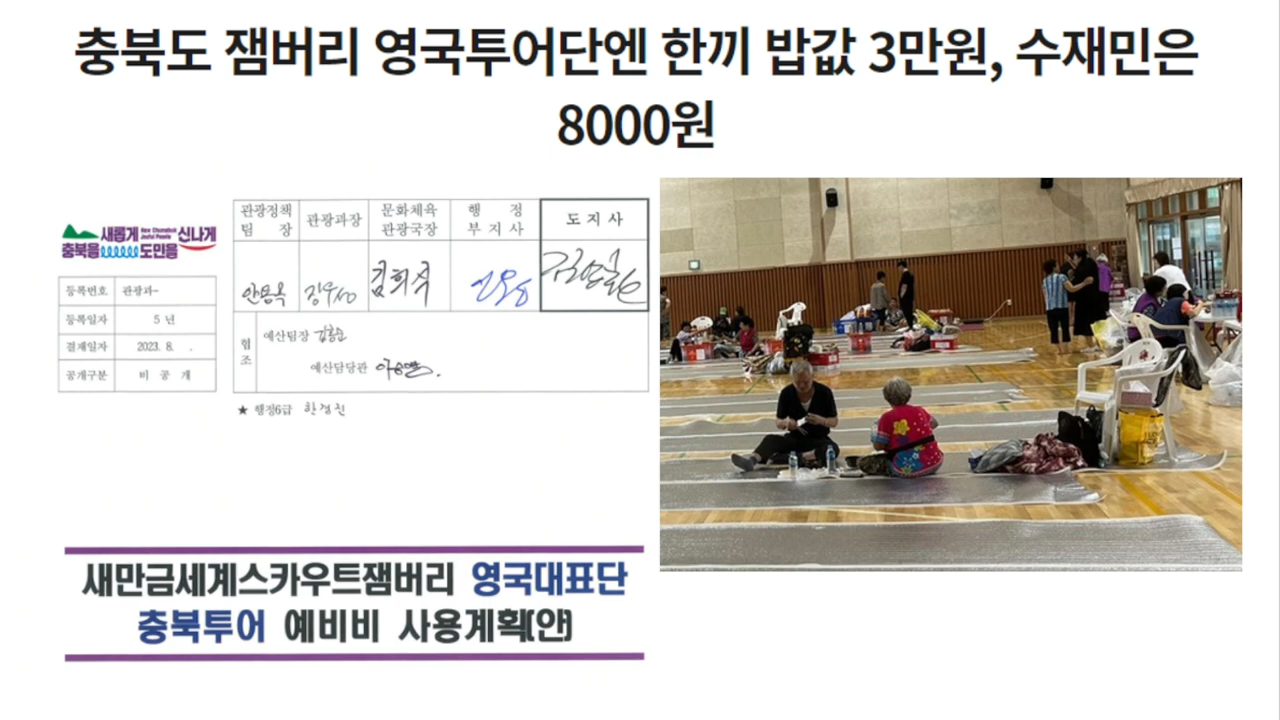 충북도 잼버리 영국투어단엔 한끼 밥값 3만원, 수재민은
8000원
새롭게 New Chungbuk Joyful People 신나게
충북을 도민을
등록번호 관광과-
등록일자 5 년
결재일자 2023. 8. .
공개구분 비 공 개
관광정책 팀 장
관광과장
문화체육 관광국장
행 정 부지사
도지사
협조
예산팀장
예산담당관
★ 행정6급
새만금세계스카우트잼버리 영국대표단
충북투어 예비비 사용계획(안)